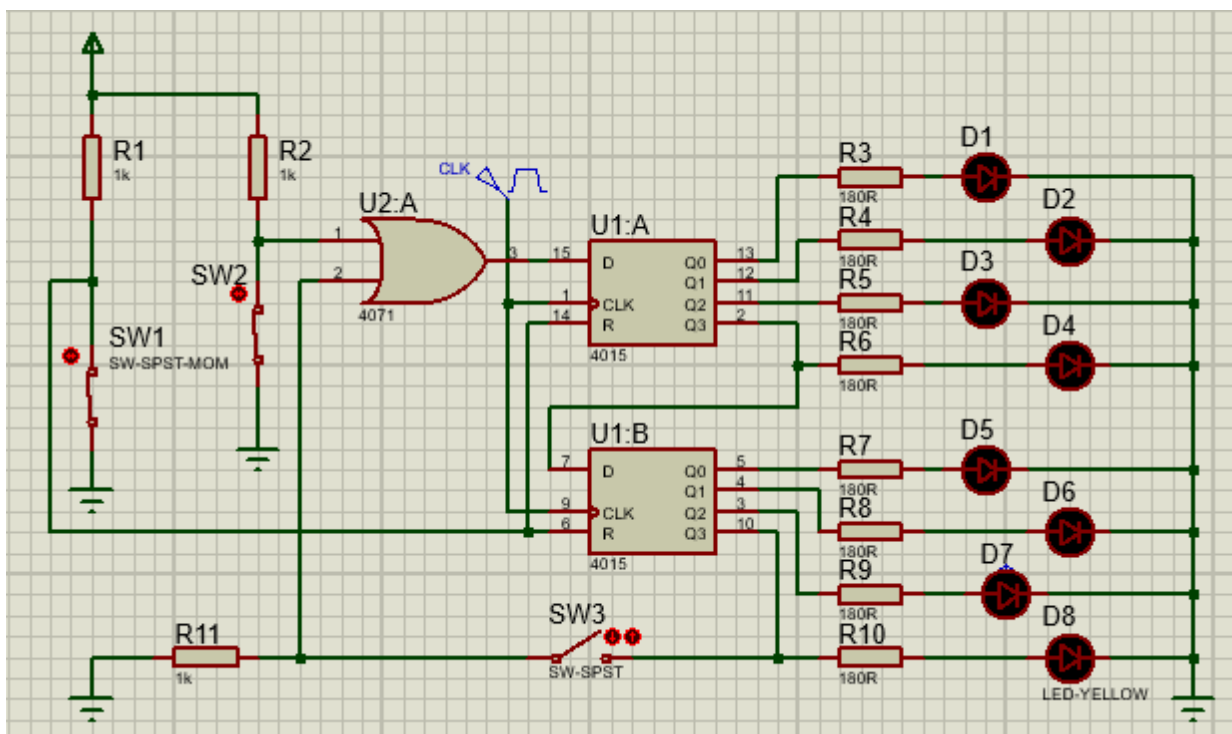 R1
1k
R2
1k
SW2
SW1
SW-SPST-MOM
U2:A
1
2
3
4071
CLK
U1:A
15 D Q0 13
Q1 12
1 CLK Q2 11
14 R Q3 2
4015
U1:B
7 D Q0 5
Q1 4
9 CLK Q2 3
6 R Q3 10
4015
R3
180R
D1
R4
180R
D2
R5
180R
D3
R6
180R
D4
R7
180R
D5
R8
180R
D6
R9
180R
D7
R10
180R
D8
LED-YELLOW
SW3
SW-SPST
R11
1k